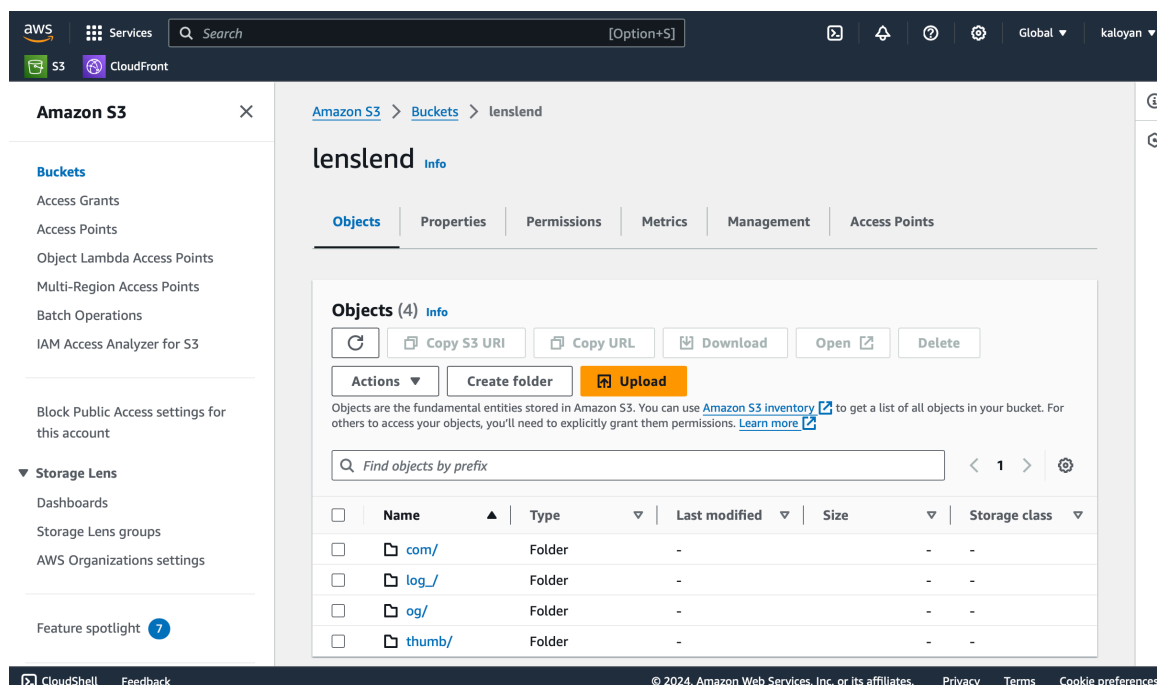 aws
Services
Search [Option+S]
Global
kaloyan
S3
CloudFront
Amazon S3
Buckets
Access Grants
Access Points
Object Lambda Access Points
Multi-Region Access Points
Batch Operations
IAM Access Analyzer for S3
Block Public Access settings for
this account
Storage Lens
Dashboards
Storage Lens groups
AWS Organizations settings
Feature spotlight 7
Amazon S3 > Buckets > lenslend
lenslend Info
Objects Properties Permissions Metrics Management Access Points
Objects (4) Info
Copy S3 URI Copy URL Download Open Delete
Actions Create folder Upload
Objects are the fundamental entities stored in Amazon S3. You can use Amazon S3 inventory to get a list of all objects in your bucket. For
others to access your objects, you'll need to explicitly grant them permissions. Learn more
Find objects by prefix
1
Name Type Last modified Size Storage class
com/ Folder - - -
log_/ Folder - - -
og/ Folder - - -
thumb/ Folder - - -
CloudShell Feedback © 2024, Amazon Web Services, Inc. or its affiliates. Privacy Terms Cookie preferences